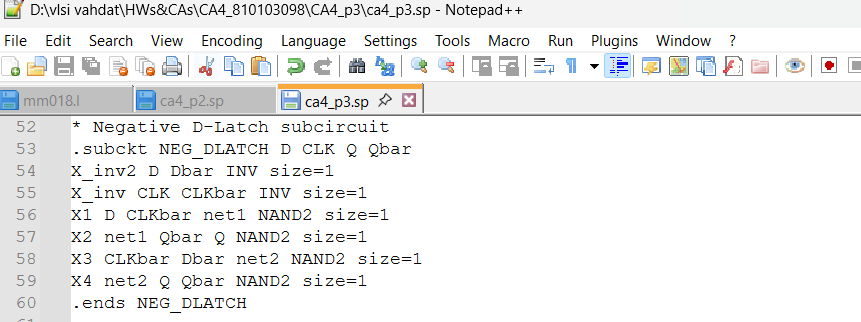 D:\vlsi vahdat\HWs&CAs\CA4_810103098\CA4_p3\ca4_p3.sp - Notepad++
File Edit Search View Encoding Language Settings Tools Macro Run Plugins Window ?
mm018.l ca4_p2.sp ca4_p3.sp
52 * Negative D-Latch subcircuit
53 .subckt NEG_DLATCH D CLK Q Qbar
54 X_inv2 D Dbar INV size=1
55 X_inv CLK CLKbar INV size=1
56 X1 D CLKbar net1 NAND2 size=1
57 X2 net1 Qbar Q NAND2 size=1
58 X3 CLKbar Dbar net2 NAND2 size=1
59 X4 net2 Q Qbar NAND2 size=1
60 .ends NEG_DLATCH